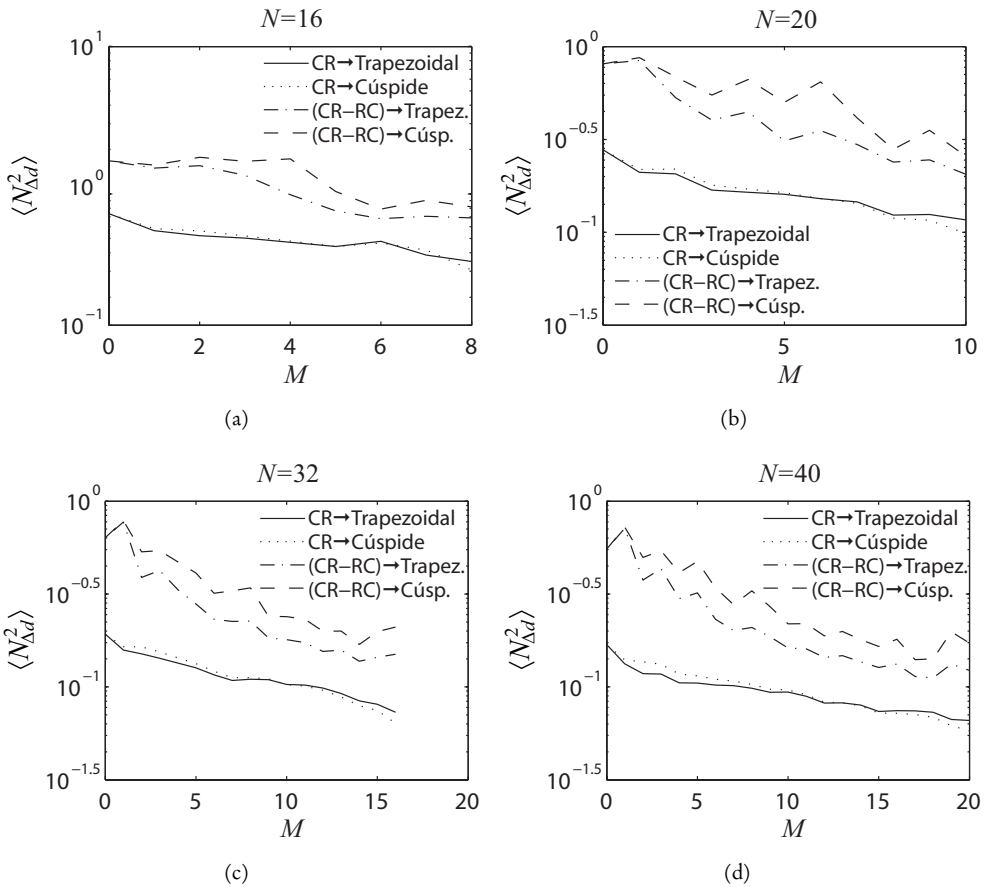 N=16
10^1
10^0
10^−1
⟨N²_Δd⟩
CR→Trapezoidal
CR→Cúspide
(CR−RC)→Trapez.
(CR−RC)→Cúsp.
0 2 4 6 8
M
(a)
N=20
10^0
10^−0.5
10^−1
10^−1.5
⟨N²_Δd⟩
CR→Trapezoidal
CR→Cúspide
(CR−RC)→Trapez.
(CR−RC)→Cúsp.
0 5 10
M
(b)
N=32
10^0
10^−0.5
10^−1
10^−1.5
⟨N²_Δd⟩
CR→Trapezoidal
CR→Cúspide
(CR−RC)→Trapez.
(CR−RC)→Cúsp.
0 5 10 15 20
M
(c)
N=40
10^0
10^−0.5
10^−1
10^−1.5
⟨N²_Δd⟩
CR→Trapezoidal
CR→Cúspide
(CR−RC)→Trapez.
(CR−RC)→Cúsp.
0 5 10 15 20
M
(d)